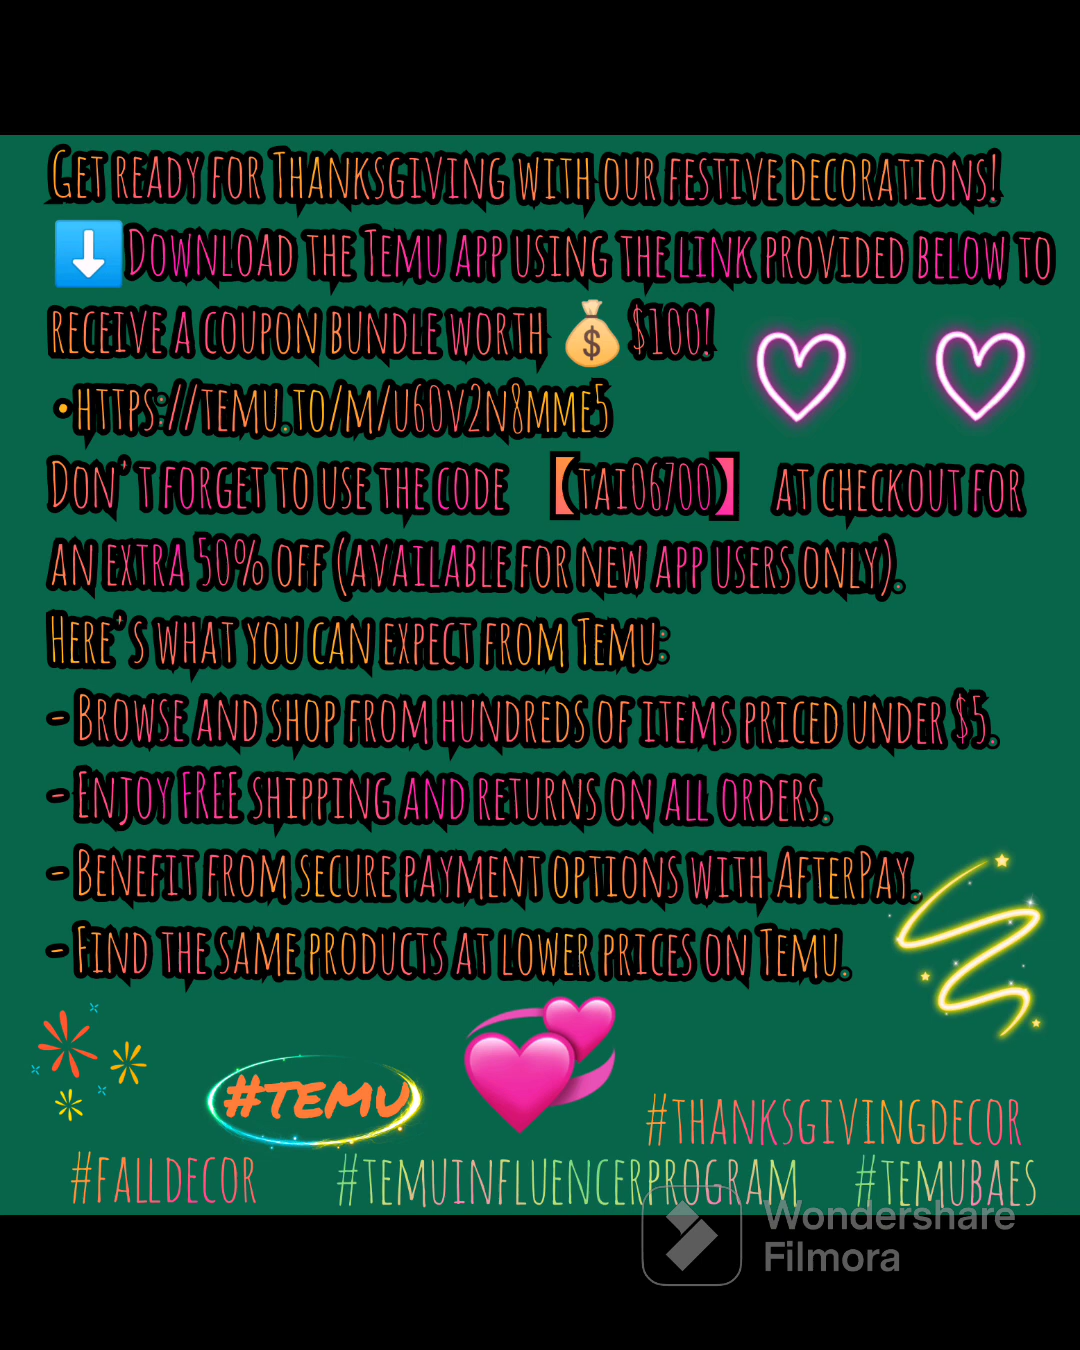 Get ready for Thanksgiving with our festive decorations!
⬇️Download the Temu app using the link provided below to
receive a coupon bundle worth 💰 $100!
•https://temu.to/m/u60v2n8mme5
Don't forget to use the code 【tai06700】 at checkout for
an extra 50% off (available for new app users only).
Here's what you can expect from Temu:
- Browse and shop from hundreds of items priced under $5.
- Enjoy FREE shipping and returns on all orders.
- Benefit from secure payment options with AfterPay.
- Find the same products at lower prices on Temu.
#TEMU
#thanksgivingdecor
#falldecor #temuinfluencerprogram #temubaes
Wondershare
Filmora